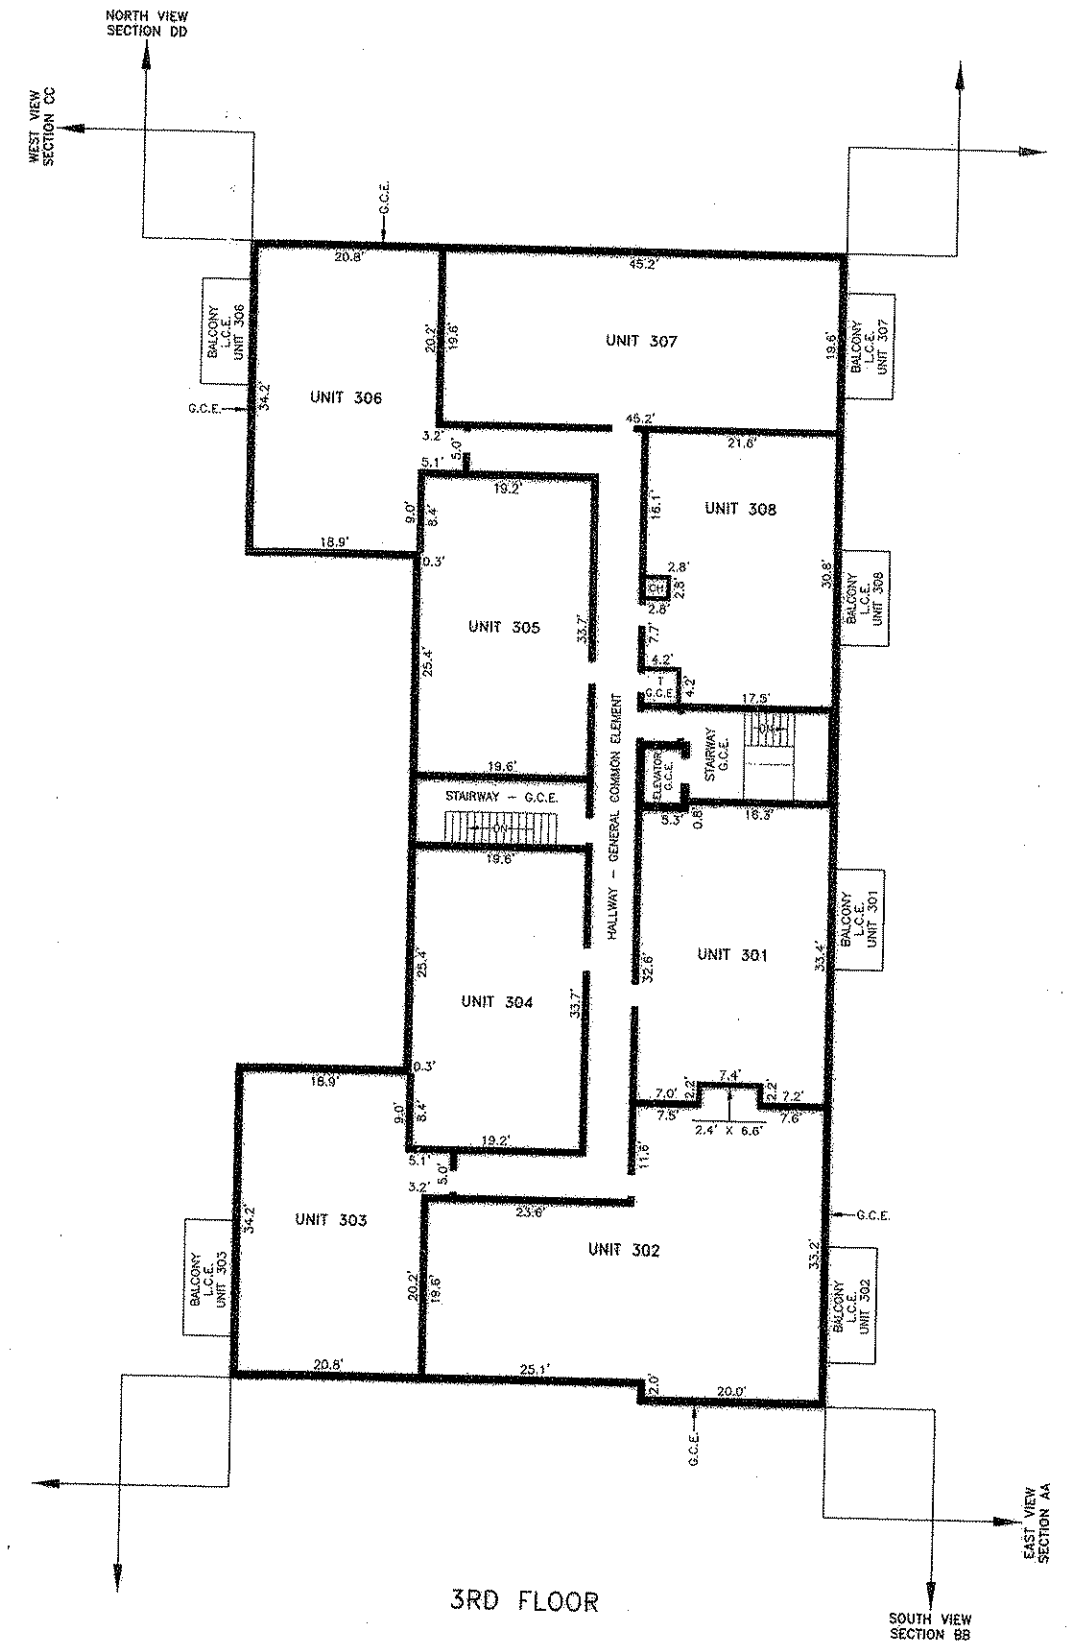 NORTH VIEW
SECTION DD
WEST VIEW
SECTION CC
G.C.E.
20.8'
45.2'
BALCONY
L.C.E.
UNIT 306
34.2'
G.C.E.
UNIT 306
20.2'
19.6'
UNIT 307
19.6'
BALCONY
L.C.E.
UNIT 307
45.2'
3.2'
5.0'
21.6'
5.1'
19.2'
9.0'
8.4'
16.1'
UNIT 308
18.9'
0.3'
2.8'
2.8'
2.8'
30.8'
BALCONY
L.C.E.
UNIT 308
UNIT 305
25.4'
33.7'
7.7'
4.2'
T
G.C.E.
4.2'
17.5'
HALLWAY - GENERAL COMMON ELEMENT
19.6'
STAIRWAY - G.C.E.
DN
ELEVATOR
G.C.E.
STAIRWAY
G.C.E.
DN
19.6'
5.3'
0.8'
16.3'
BALCONY
L.C.E.
UNIT 301
25.4'
UNIT 304
33.7'
32.6'
UNIT 301
33.4'
18.9'
0.3'
9.0'
8.4'
7.4'
7.0'
2.2'
2.2'
7.2'
7.5'
2.4' X 6.6'
7.6'
19.2'
5.1'
5.0'
11.6'
3.2'
23.6'
34.2'
UNIT 303
UNIT 302
G.C.E.
33.2'
BALCONY
L.C.E.
UNIT 303
20.2'
19.6'
BALCONY
L.C.E.
UNIT 302
20.8'
25.1'
2.0'
20.0'
G.C.E.
EAST VIEW
SECTION AA
3RD FLOOR
SOUTH VIEW
SECTION BB